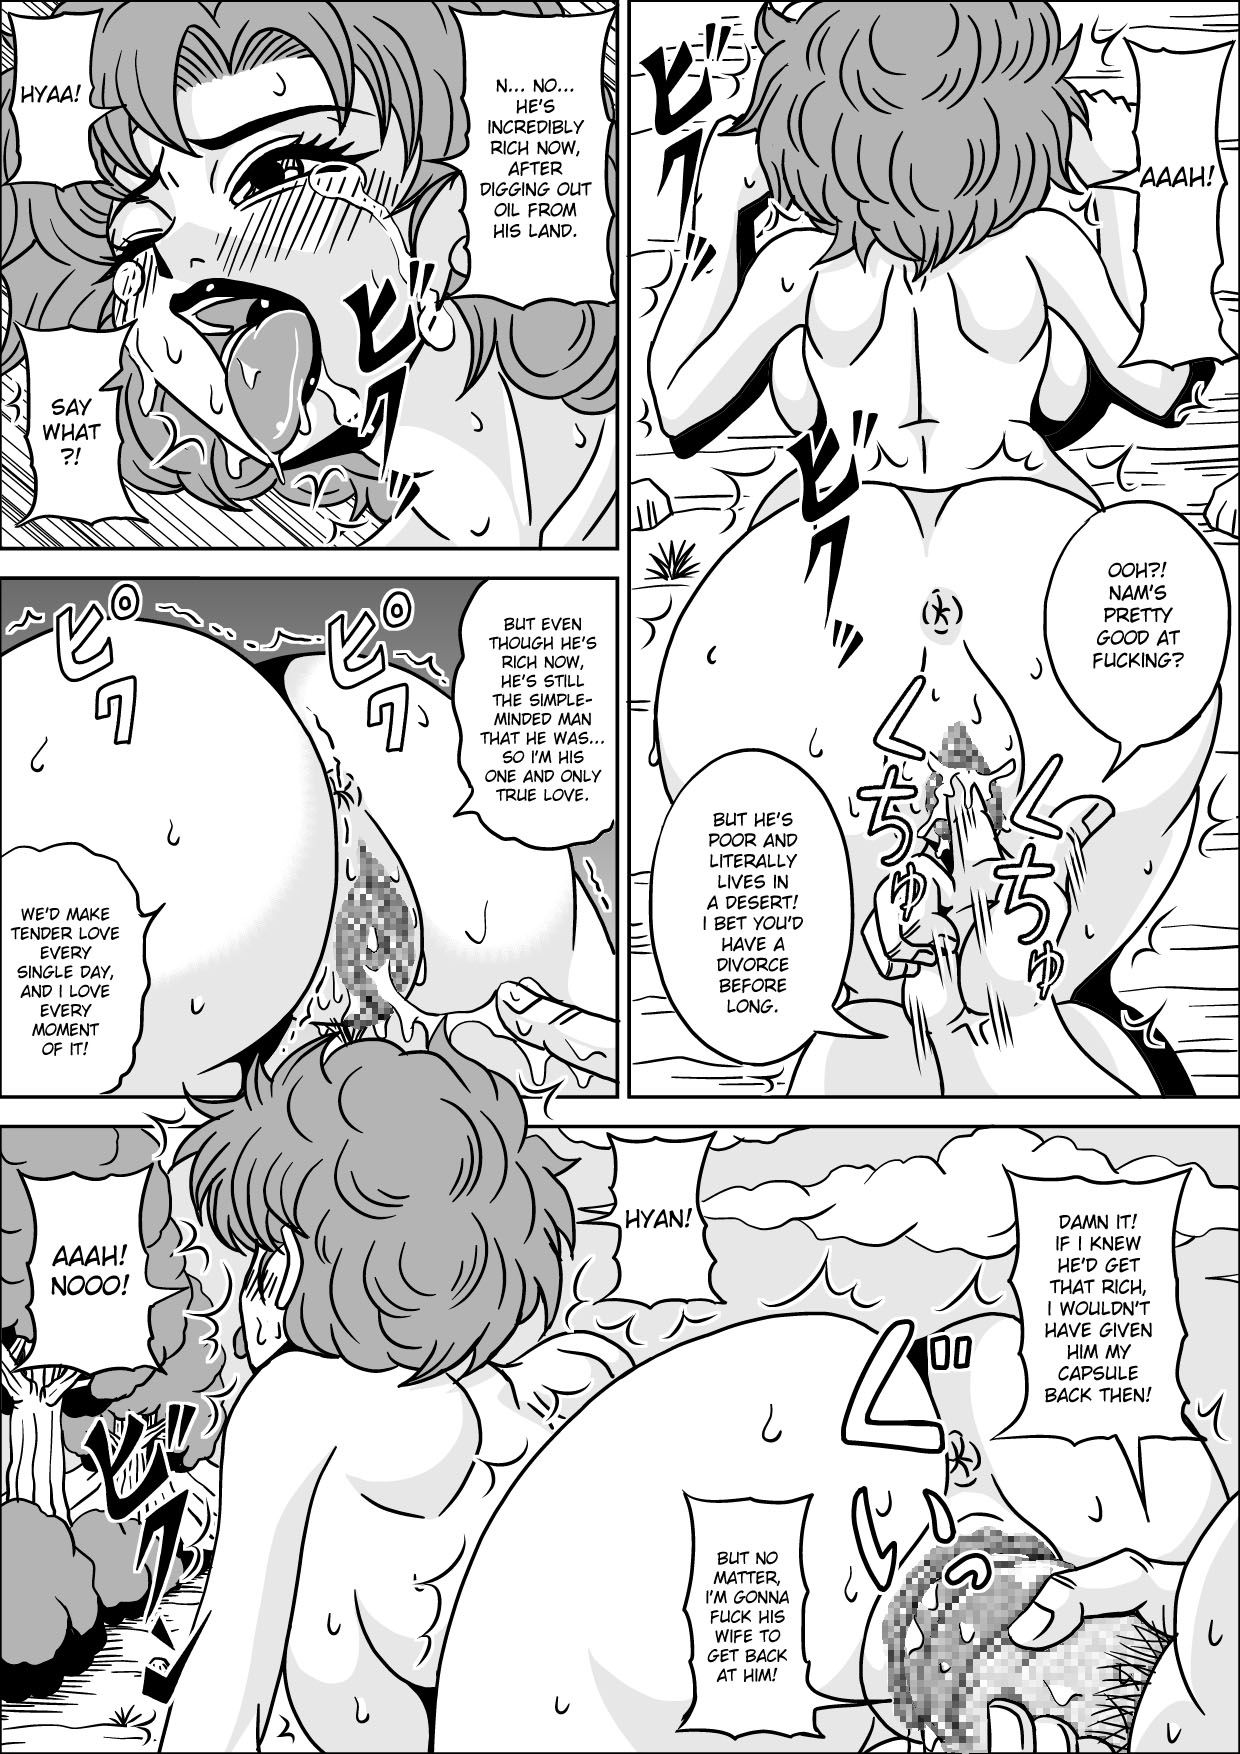 AAAH!
ビ
ク
ビ
ク
OOH?!
NAM'S
PRETTY
GOOD AT
FUCKING?
くちゅ
くちゅ
BUT HE'S
POOR AND
LITERALLY
LIVES IN
A DESERT!
I BET YOU'D
HAVE A
DIVORCE
BEFORE
LONG.
N... NO...
HE'S
INCREDIBLY
RICH NOW,
AFTER
DIGGING OUT
OIL FROM
HIS LAND.
HYAA!
ビ
ク
SAY
WHAT
?!
BUT EVEN
THOUGH HE'S
RICH NOW,
HE'S STILL
THE SIMPLE-
MINDED MAN
THAT HE WAS...
SO I'M HIS
ONE AND ONLY
TRUE LOVE.
ピク
ピク
WE'D MAKE
TENDER LOVE
EVERY
SINGLE DAY,
AND I LOVE
EVERY
MOMENT
OF IT!
DAMN IT!
IF I KNEW
HE'D GET
THAT RICH,
I WOULDN'T
HAVE GIVEN
HIM MY
CAPSULE
BACK THEN!
HYAN!
ぐいっ
BUT NO
MATTER,
I'M GONNA
FUCK HIS
WIFE TO
GET BACK
AT HIM!
AAAH!
NOOO!
ビクン